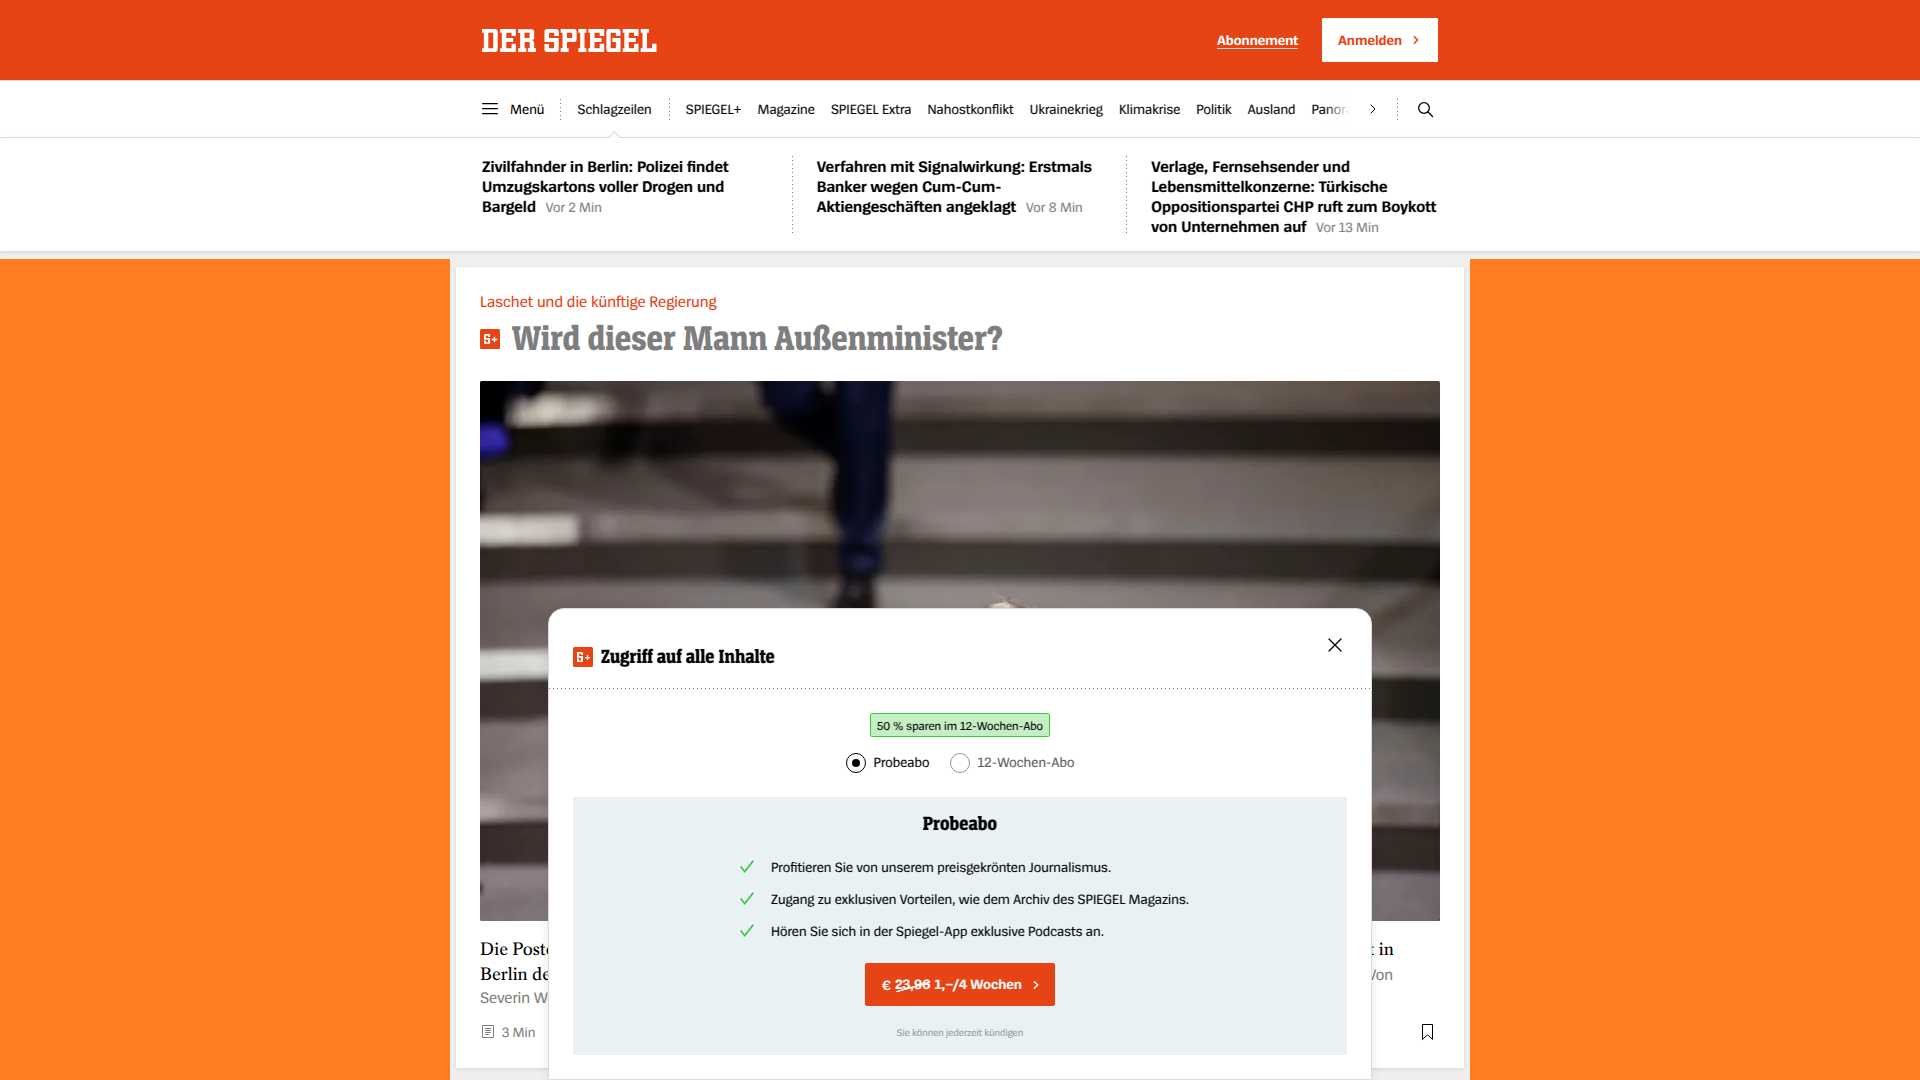 DER SPIEGEL
Abonnement
Anmelden
Menü
Schlagzeilen
SPIEGEL+
Magazine
SPIEGEL Extra
Nahostkonflikt
Ukrainekrieg
Klimakrise
Politik
Ausland
Panor
Zivilfahnder in Berlin: Polizei findet
Umzugskartons voller Drogen und
Bargeld Vor 2 Min
Verfahren mit Signalwirkung: Erstmals
Banker wegen Cum-Cum-
Aktiengeschäften angeklagt Vor 8 Min
Verlage, Fernsehsender und
Lebensmittelkonzerne: Türkische
Oppositionspartei CHP ruft zum Boykott
von Unternehmen auf Vor 13 Min
Laschet und die künftige Regierung
S+ Wird dieser Mann Außenminister?
S+ Zugriff auf alle Inhalte
50 % sparen im 12-Wochen-Abo
Probeabo
12-Wochen-Abo
Probeabo
Profitieren Sie von unserem preisgekrönten Journalismus.
Zugang zu exklusiven Vorteilen, wie dem Archiv des SPIEGEL Magazins.
Hören Sie sich in der Spiegel-App exklusive Podcasts an.
€ 23,96 1,–/4 Wochen
Sie können jederzeit kündigen
Die
in
Berlin
Severin
3 Min